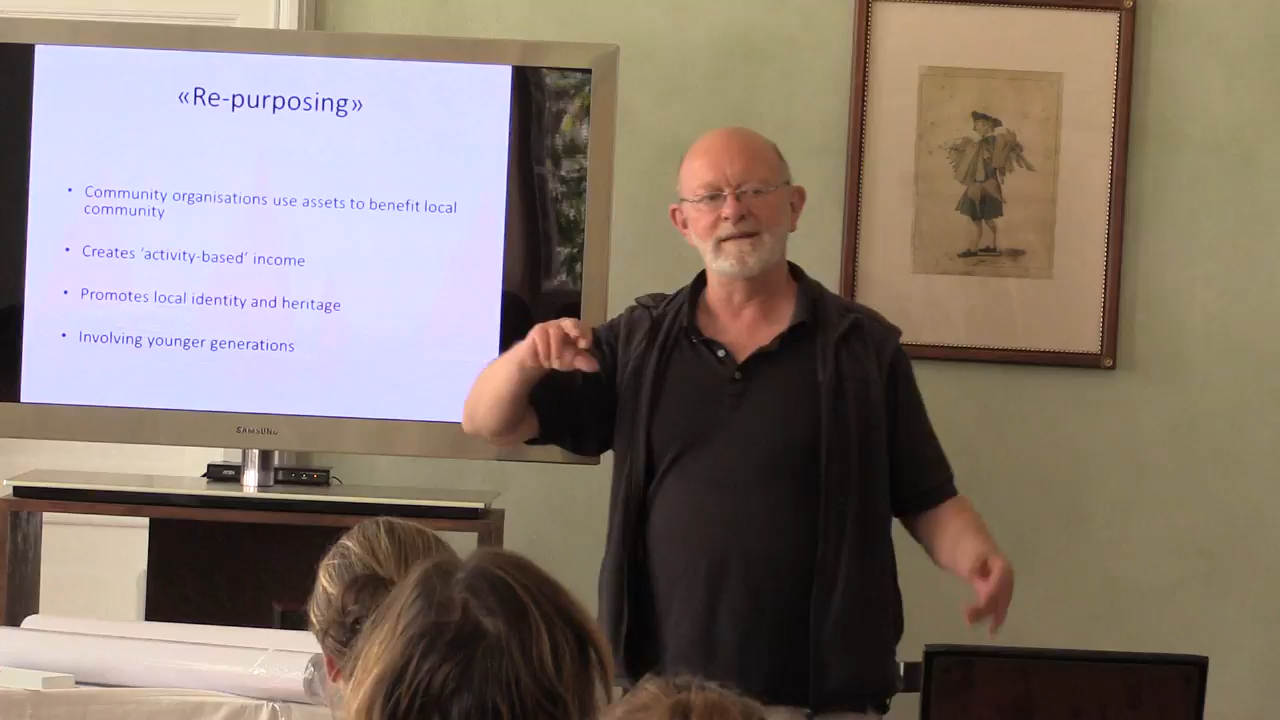 «Re-purposing»
• Community organisations use assets to benefit local
community
• Creates ‘activity-based’ income
• Promotes local identity and heritage
• Involving younger generations
SAMSUNG